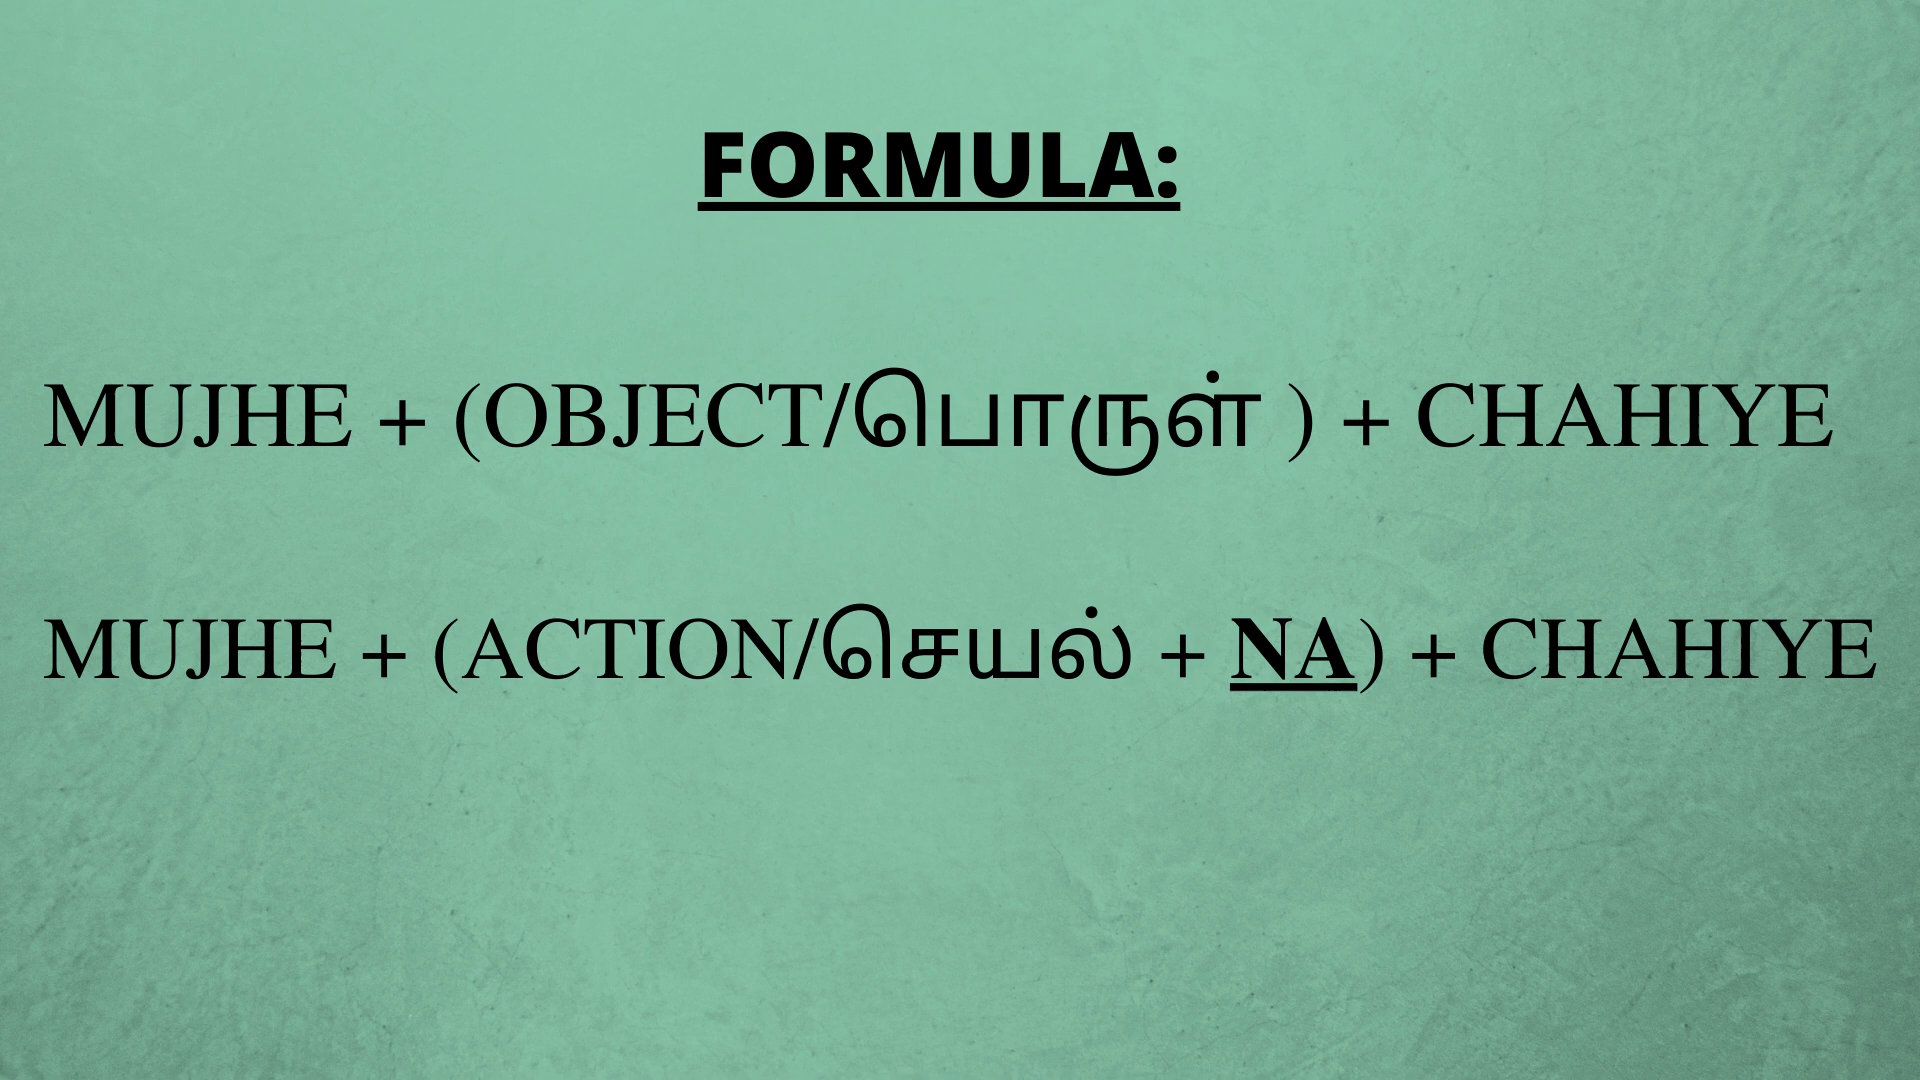 FORMULA:
MUJHE + (OBJECT/பொருள் ) + CHAHIYE
MUJHE + (ACTION/செயல் + NA) + CHAHIYE